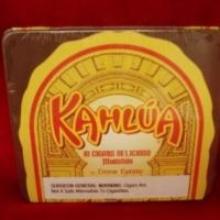 KAHLÚA
10 CIGARS
SURGEON GENERAL WARNING: Cigars Are
Not A Safe Alternative To Cigarettes.